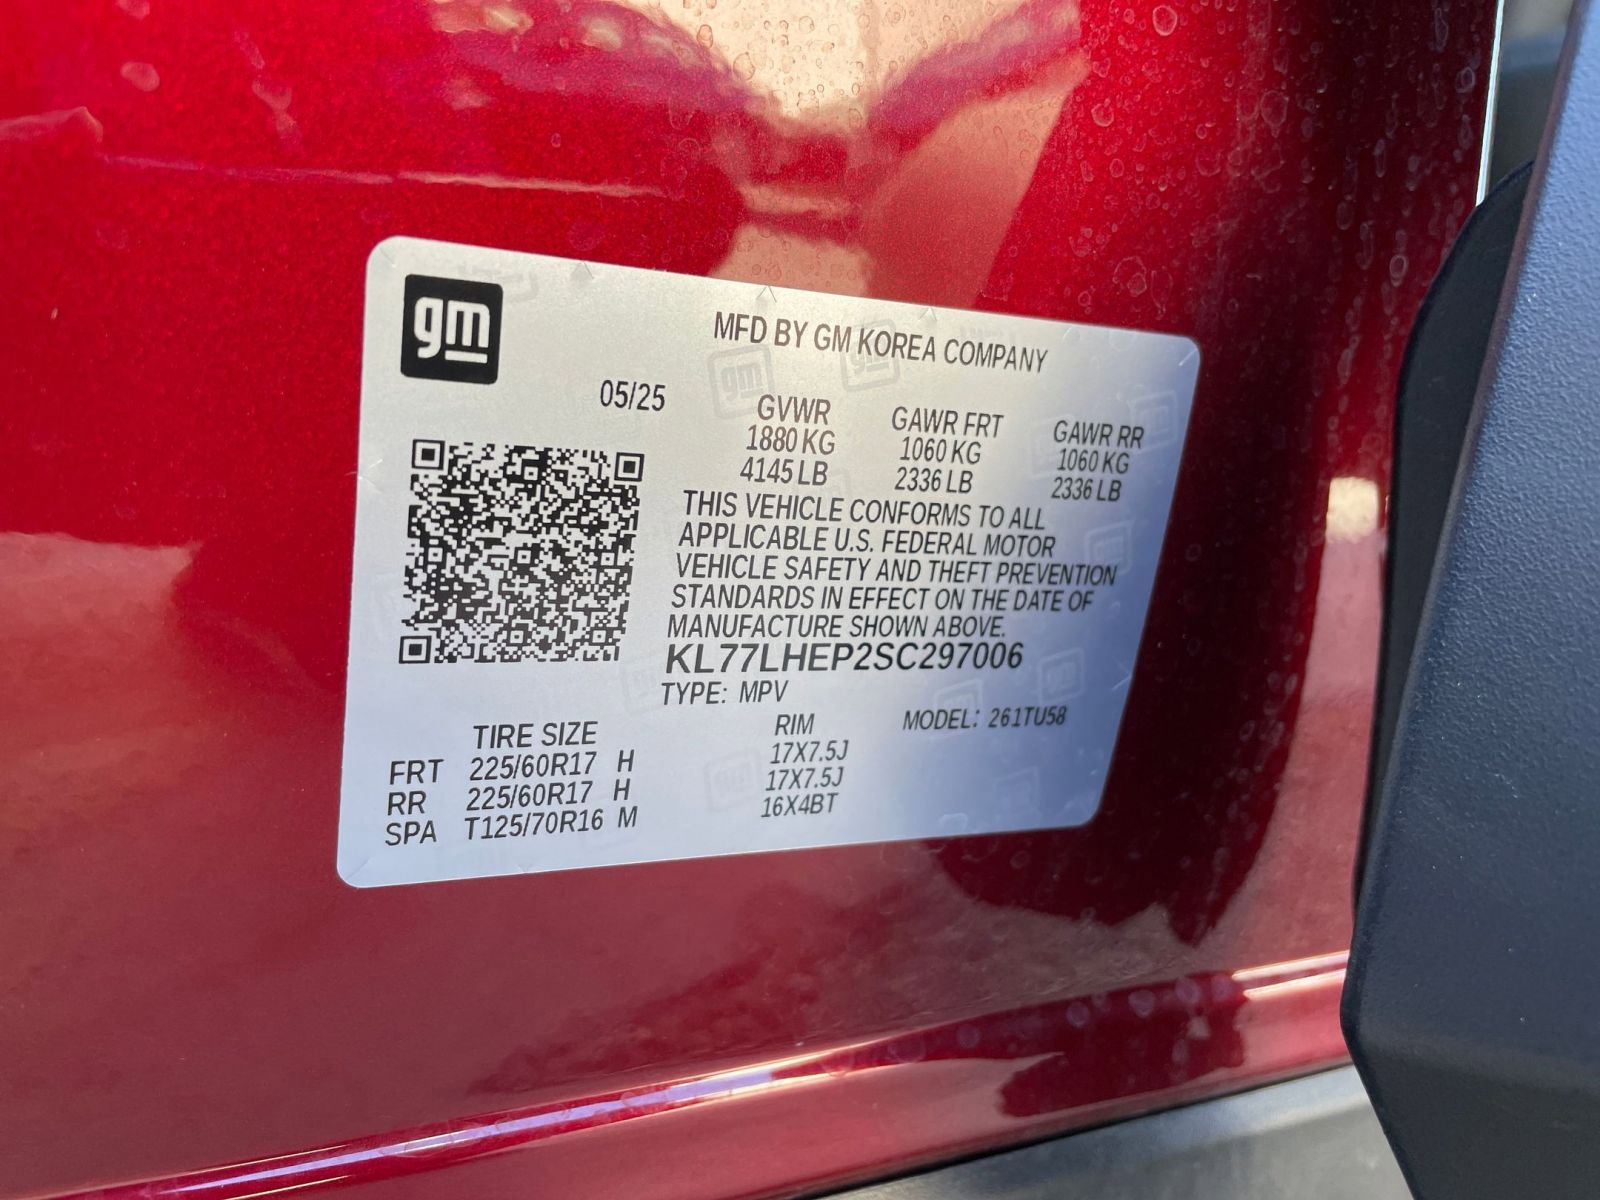 gm
MFD BY GM KOREA COMPANY
05/25
GVWR GAWR FRT GAWR RR
1880 KG 1060 KG 1060 KG
4145 LB 2336 LB 2336 LB
THIS VEHICLE CONFORMS TO ALL
APPLICABLE U.S. FEDERAL MOTOR
VEHICLE SAFETY AND THEFT PREVENTION
STANDARDS IN EFFECT ON THE DATE OF
MANUFACTURE SHOWN ABOVE.
KL77LHEP2SC297006
TYPE: MPV
TIRE SIZE RIM MODEL: 261TU58
FRT 225/60R17 H 17X7.5J
RR 225/60R17 H 17X7.5J
SPA T125/70R16 M 16X4BT